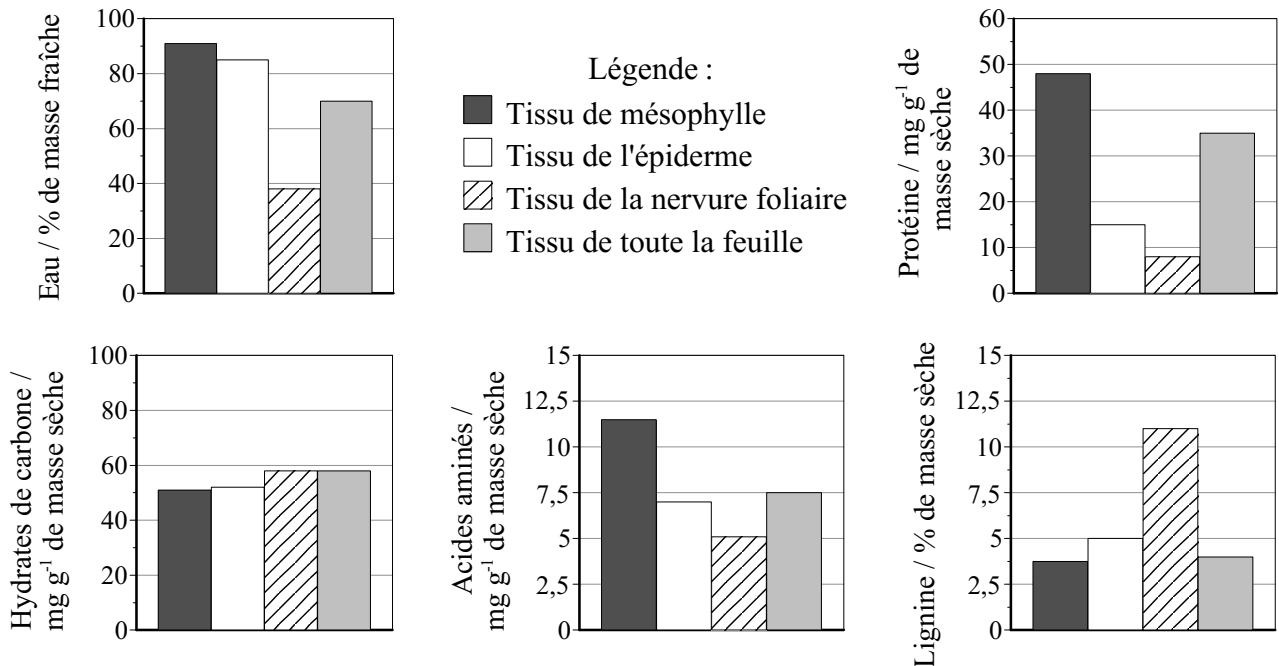 Eau / % de masse fraîche
100
80
60
40
20
0
Légende :
Tissu de mésophylle
Tissu de l'épiderme
Tissu de la nervure foliaire
Tissu de toute la feuille
Protéine / mg g⁻¹ de
masse sèche
60
50
40
30
20
10
0
Hydrates de carbone /
mg g⁻¹ de masse sèche
100
80
60
40
20
0
Acides aminés /
mg g⁻¹ de masse sèche
15
12,5
10
7,5
5
2,5
0
Lignine / % de masse sèche
15
12,5
10
7,5
5
2,5
0